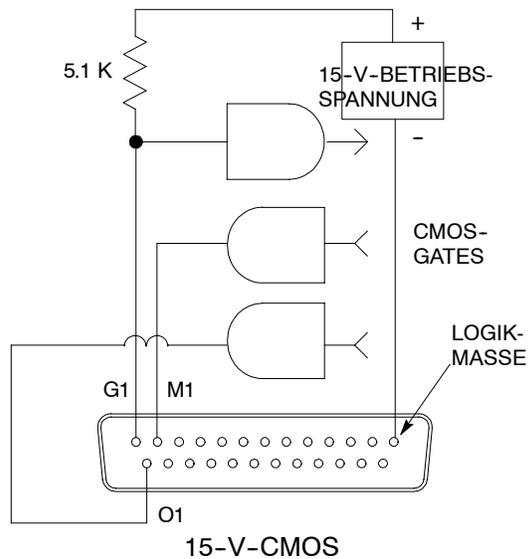 +
5.1 K
15-V-BETRIEBS-
SPANNUNG
-
CMOS-
GATES
LOGIK-
MASSE
G1
M1
O1
15-V-CMOS